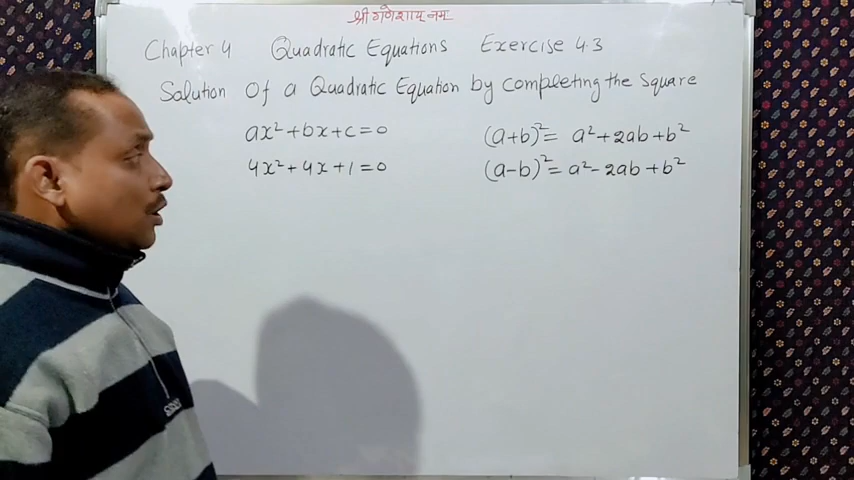 श्री गणेशाय नमः
Chapter 4 Quadratic Equations Exercise 4.3
Solution Of a Quadratic Equation by completing the Square
ax²+bx+c=0
4x²+4x+1=0
(a+b)²= a²+2ab+b²
(a-b)²= a²-2ab+b²